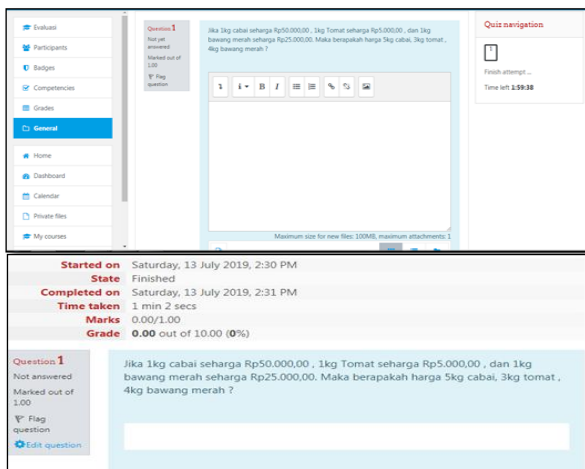 Evaluasi
Participants
Badges
Competencies
Grades
General
Home
Dashboard
Calendar
Private files
My courses
Question 1
Not yet
answered
Marked out of
1.00
Flag
question
Jika 1kg cabai seharga Rp50.000,00 , 1kg Tomat seharga Rp5.000,00 , dan 1kg
bawang merah seharga Rp25.000,00. Maka berapakah harga 5kg cabai, 3kg tomat ,
4kg bawang merah ?
B I
Maximum size for new files: 100MB, maximum attachments: 1
Quiz navigation
1
Finish attempt ...
Time left 1:59:38
Started on Saturday, 13 July 2019, 2:30 PM
State Finished
Completed on Saturday, 13 July 2019, 2:31 PM
Time taken 1 min 2 secs
Marks 0.00/1.00
Grade 0.00 out of 10.00 (0%)
Question 1
Not answered
Marked out of
1.00
Flag
question
Edit question
Jika 1kg cabai seharga Rp50.000,00 , 1kg Tomat seharga Rp5.000,00 , dan 1kg
bawang merah seharga Rp25.000,00. Maka berapakah harga 5kg cabai, 3kg tomat ,
4kg bawang merah ?